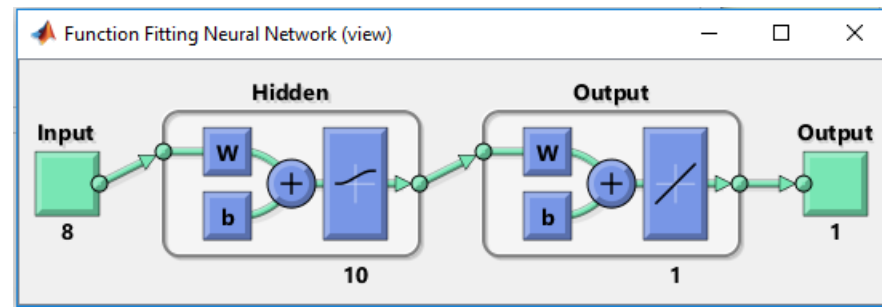 Function Fitting Neural Network (view)
Hidden
Output
Input
W
b
+
W
b
+
Output
8
10
1
1